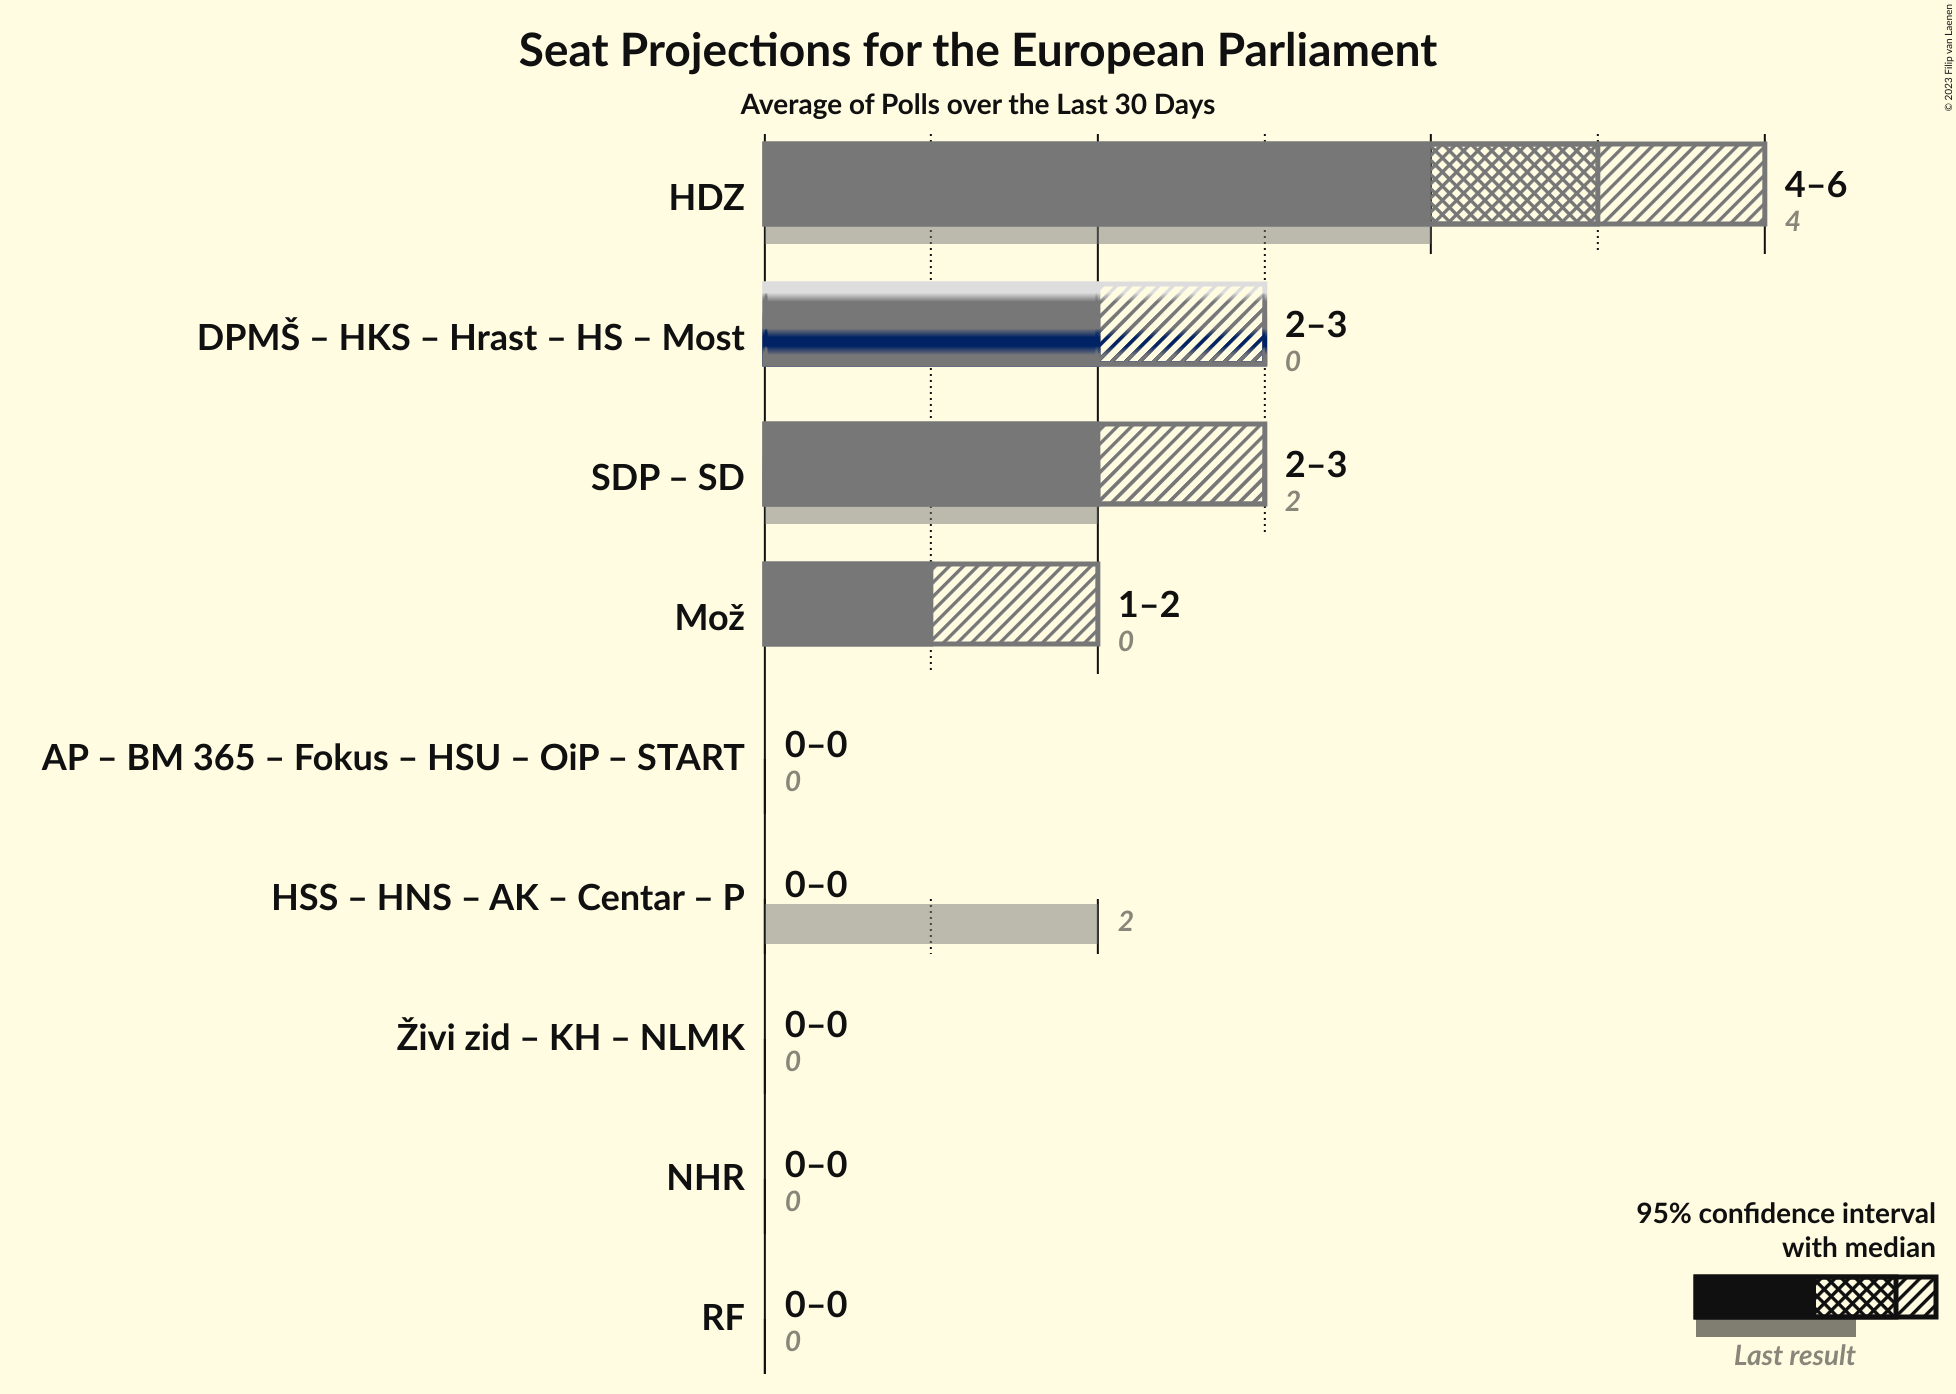 Seat Projections for the European Parliament
Average of Polls over the Last 30 Days
© 2023 Filip van Laenen
HDZ
4–6
4
DPMŠ – HKS – Hrast – HS – Most
2–3
0
SDP – SD
2–3
2
Mož
1–2
0
AP – BM 365 – Fokus – HSU – OiP – START
0–0
0
HSS – HNS – AK – Centar – P
0–0
2
Živi zid – KH – NLMK
0–0
0
NHR
0–0
0
RF
0–0
0
95% confidence interval
with median
Last result